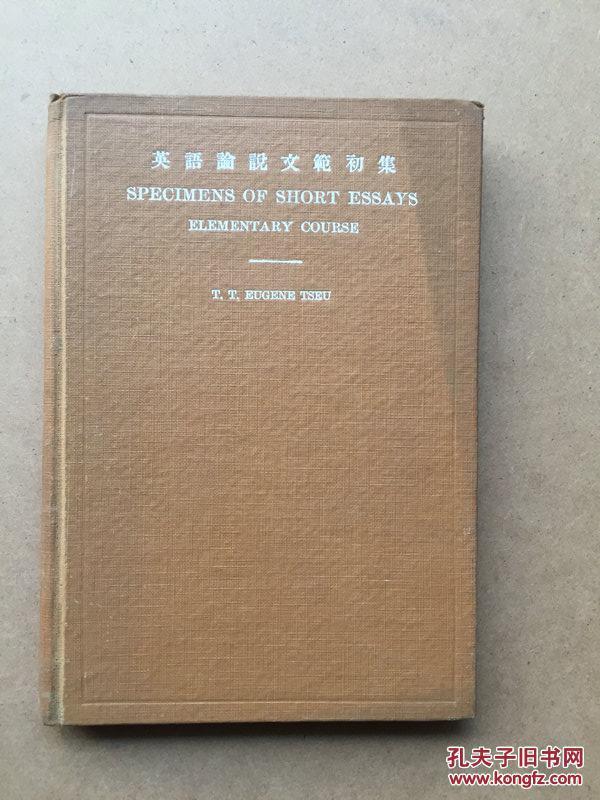 英語論說文範初集
SPECIMENS OF SHORT ESSAYS
ELEMENTARY COURSE
T. T. EUGENE TSEU
孔夫子旧书网
www.kongfz.com